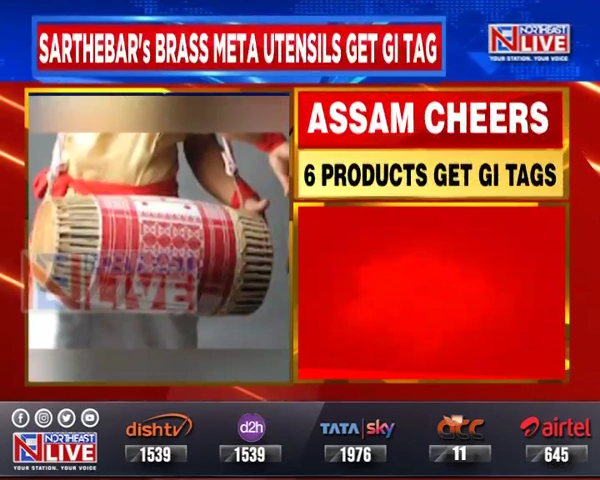 SARTHEBAR's BRASS META UTENSILS GET GI TAG
NORTHEAST
LIVE
YOUR STATION. YOUR VOICE
ASSAM CHEERS
6 PRODUCTS GET GI TAGS
LIVE
NORTHEAST
LIVE
YOUR STATION. YOUR VOICE
dishtv
1539
d2h
1539
TATA sky
1976
acc
11
airtel
645